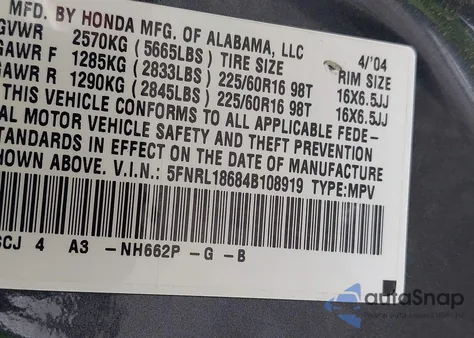 MFD. BY HONDA MFG. OF ALABAMA, LLC 4/'04
GVWR 2570KG (5665LBS) TIRE SIZE RIM SIZE
GAWR F 1285KG (2833LBS) 225/60R16 98T 16X6.5JJ
GAWR R 1290KG (2845LBS) 225/60R16 98T 16X6.5JJ
THIS VEHICLE CONFORMS TO ALL APPLICABLE FEDE-
AL MOTOR VEHICLE SAFETY AND THEFT PREVENTION
STANDARDS IN EFFECT ON THE DATE OF MANUFACTURE
SHOWN ABOVE. V.I.N.: 5FNRL18684B108919 TYPE:MPV
CJ 4 A3 -NH662P -G -B
autoSnap